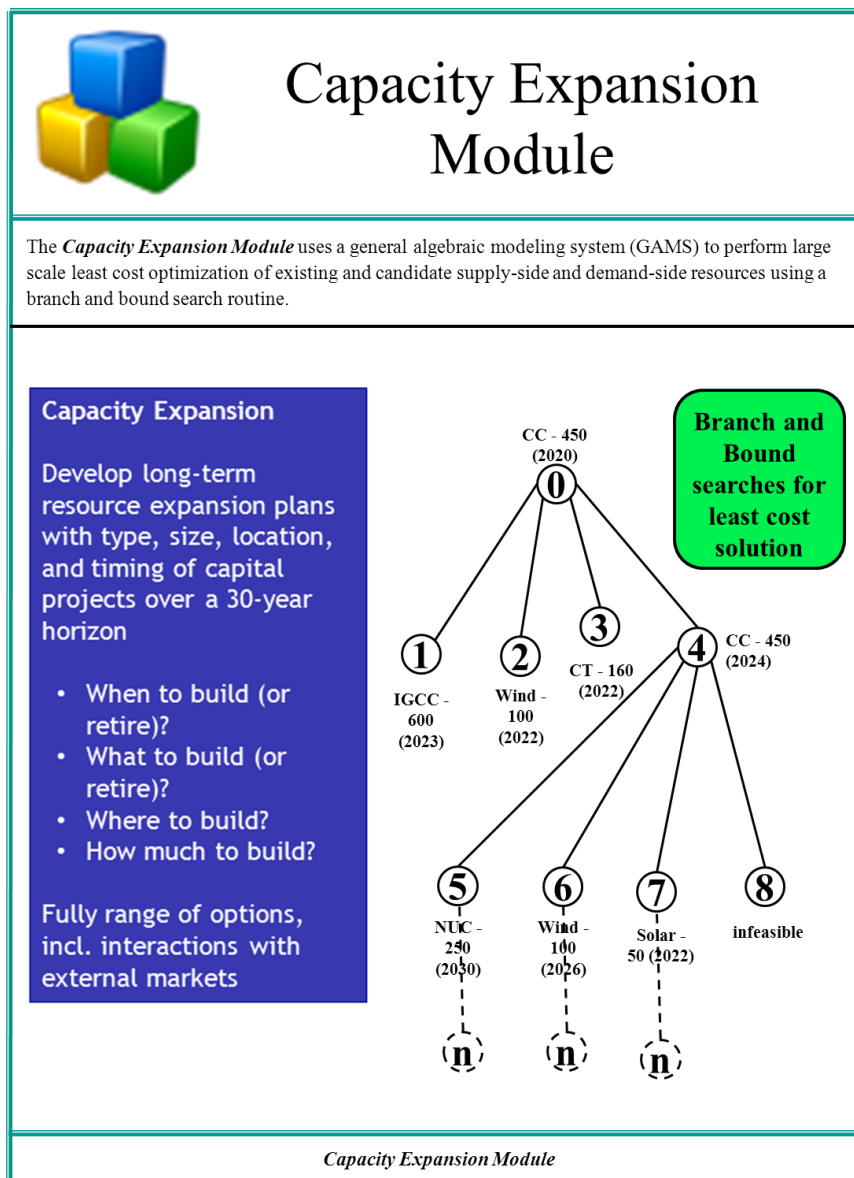 Capacity Expansion
Module
The Capacity Expansion Module uses a general algebraic modeling system (GAMS) to perform large
scale least cost optimization of existing and candidate supply-side and demand-side resources using a
branch and bound search routine.
Capacity Expansion
Develop long-term
resource expansion plans
with type, size, location,
and timing of capital
projects over a 30-year
horizon
• When to build (or
retire)?
• What to build (or
retire)?
• Where to build?
• How much to build?
Fully range of options,
incl. interactions with
external markets
Branch and
Bound
searches for
least cost
solution
CC - 450
(2020)
0
1
IGCC -
600
(2023)
2
Wind -
100
(2022)
3
CT - 160
(2022)
4
CC - 450
(2024)
5
NUC -
250
(2030)
6
Wind -
100
(2026)
7
Solar -
50 (2022)
8
infeasible
n
n
n
Capacity Expansion Module